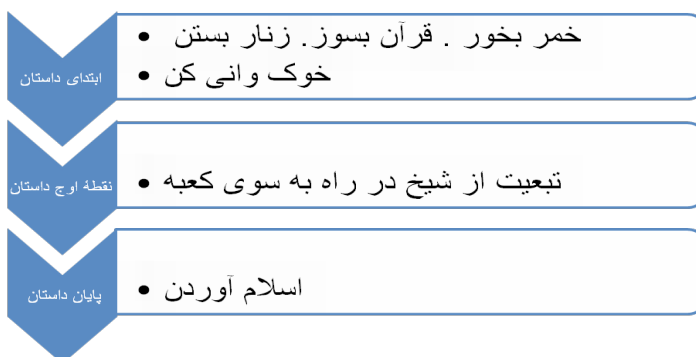 ابتدای داستان
• خمر بخور . قرآن بسوز. زنار بستن
• خوک وانی کن
نقطهٔ اوج داستان
• تبعیت از شیخ در راه به سوی کعبه
پایان داستان
• اسلام آوردن